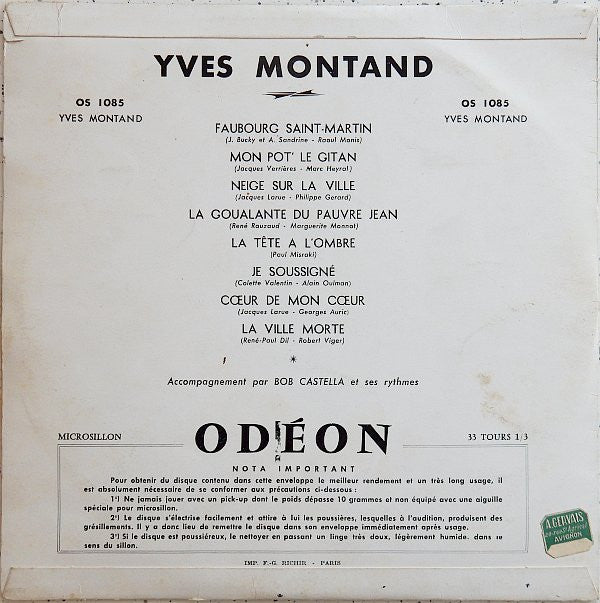 YVES MONTAND
OS 1085
YVES MONTAND
OS 1085
YVES MONTAND
FAUBOURG SAINT-MARTIN
(J. Bucky et A. Sandrine - Raoul Monis)
MON POT' LE GITAN
(Jacques Verrières - Marc Heyral)
NEIGE SUR LA VILLE
(Jacques Larue - Philippe Gerard)
LA GOUALANTE DU PAUVRE JEAN
(René Rouzaud - Marguerite Monnot)
LA TÊTE A L'OMBRE
(Paul Misraki)
JE SOUSSIGNÉ
(Colette Valentin - Alain Oulman)
CŒUR DE MON CŒUR
(Jacques Larue - Georges Auric)
LA VILLE MORTE
(René-Paul Dil - Robert Viger)
*
Accompagnement par BOB CASTELLA et ses rythmes
MICROSILLON
ODÉON
33 TOURS 1/3
NOTA IMPORTANT
Pour obtenir du disque contenu dans cette enveloppe le meilleur rendement et un très long usage, il
est absolument nécessaire de se conformer aux précautions ci-dessous :
1°) Ne jamais jouer avec un pick-up dont le poids dépasse 10 grammes et non équipé avec une aiguille
spéciale pour microsillon.
2°) Le disque s'électrise facilement et attire à lui les poussières, lesquelles à l'audition, produisent des
grésillements. Il y a donc lieu de remettre le disque dans son enveloppe immédiatement après usage.
3°) Si le disque est poussiéreux, le nettoyer en passant un linge très doux, légèrement humide. dans le
sens du sillon.
A. GERVAIS
AVIGNON
IMP. F.-G. RICHIR - PARIS